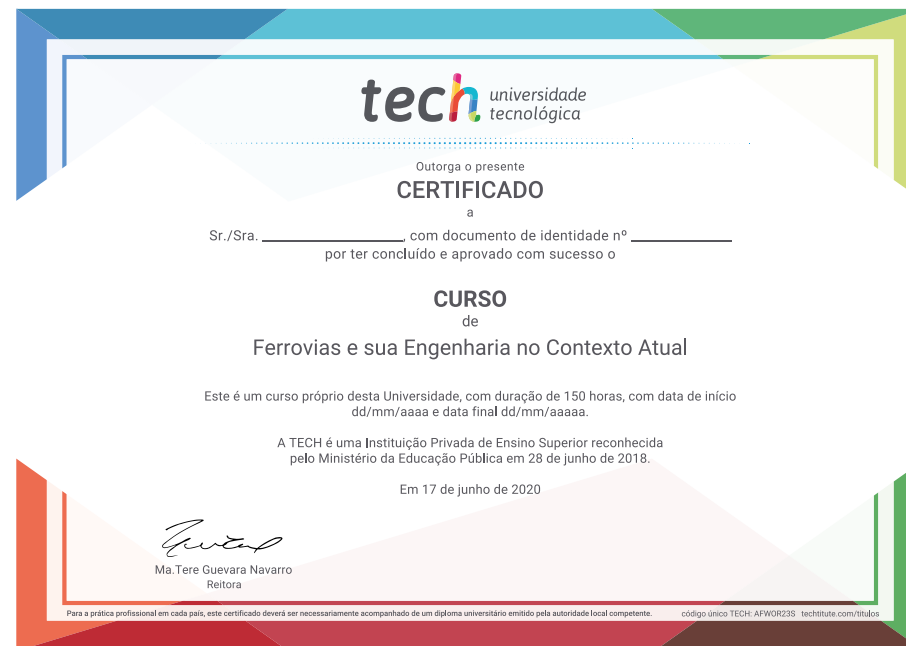 tech universidade
tecnológica
Outorga o presente
CERTIFICADO
a
Sr./Sra. ______________, com documento de identidade nº __________
por ter concluído e aprovado com sucesso o
CURSO
de
Ferrovias e sua Engenharia no Contexto Atual
Este é um curso próprio desta Universidade, com duração de 150 horas, com data de início
dd/mm/aaaa e data final dd/mm/aaaaa.
A TECH é uma Instituição Privada de Ensino Superior reconhecida
pelo Ministério da Educação Pública em 28 de junho de 2018.
Em 17 de junho de 2020
Ma.Tere Guevara Navarro
Reitora
Para a prática profissional em cada país, este certificado deverá ser necessariamente acompanhado de um diploma universitário emitido pela autoridade local competente. código único TECH: AFWOR23S techtitute.com/titulos